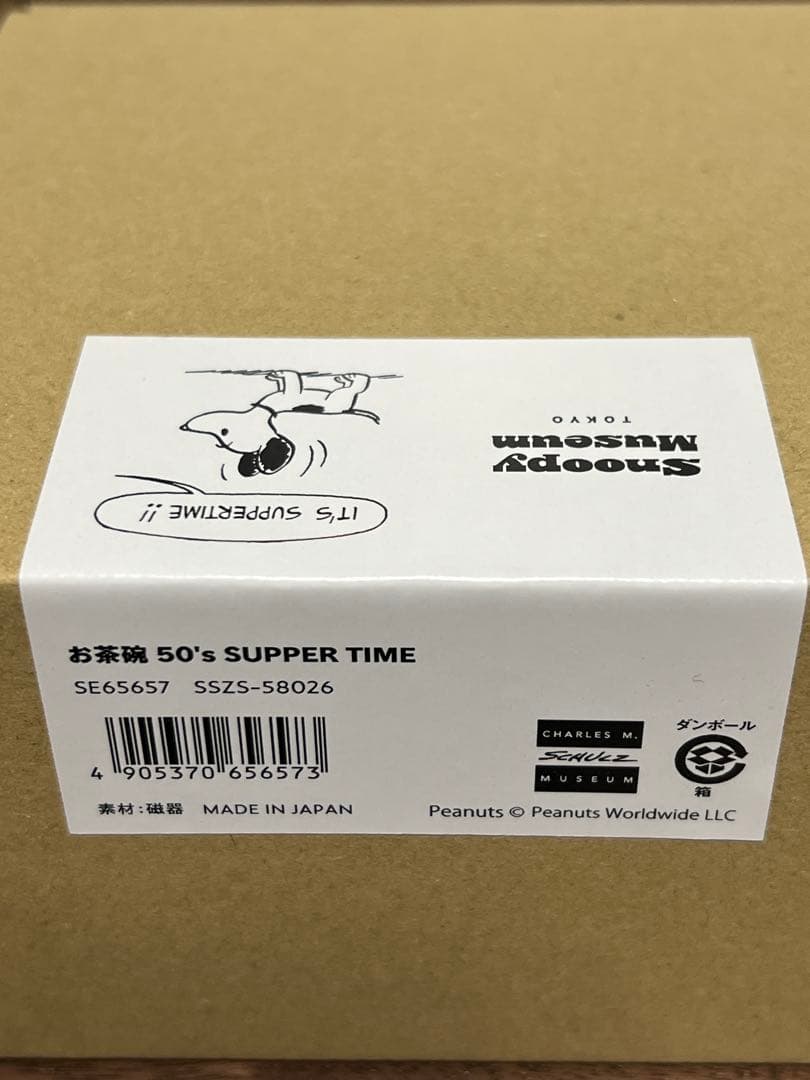 Snoopy
Museum
TOKYO
IT'S SUPPERTIME!!
お茶碗 50's SUPPER TIME
SE65657 SSZS-58026
4 905370 656573
素材:磁器 MADE IN JAPAN
CHARLES M.
SCHULZ
MUSEUM
ダンボール
箱
Peanuts © Peanuts Worldwide LLC